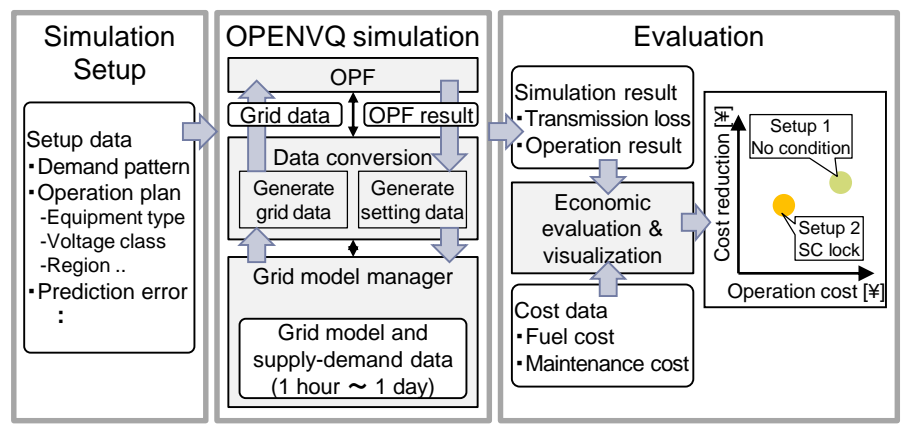 Simulation
Setup
Setup data
・Demand pattern
・Operation plan
-Equipment type
-Voltage class
-Region ..
・Prediction error
:
OPENVQ simulation
OPF
Grid data
OPF result
Data conversion
Generate
grid data
Generate
setting data
Grid model manager
Grid model and
supply-demand data
(1 hour ～ 1 day)
Evaluation
Simulation result
・Transmission loss
・Operation result
Economic
evaluation &
visualization
Cost data
・Fuel cost
・Maintenance cost
Cost reduction [¥]
Setup 1
No condition
Setup 2
SC lock
Operation cost [¥]